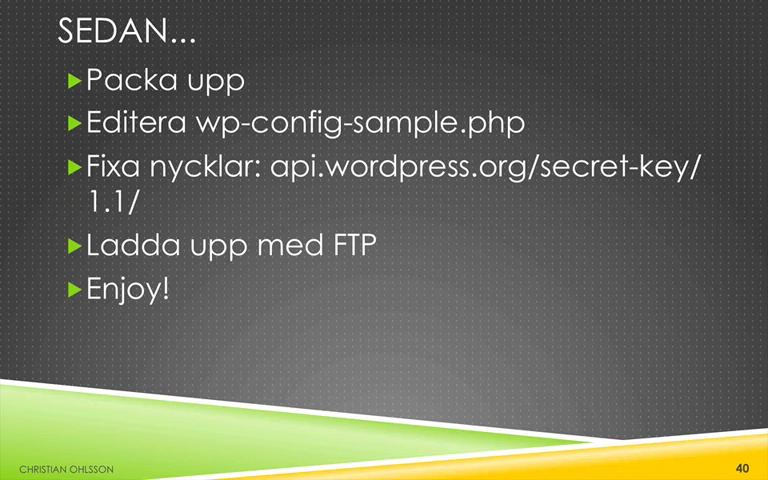 SEDAN...
Packa upp
Editera wp-config-sample.php
Fixa nycklar: api.wordpress.org/secret-key/
1.1/
Ladda upp med FTP
Enjoy!
CHRISTIAN OHLSSON
40